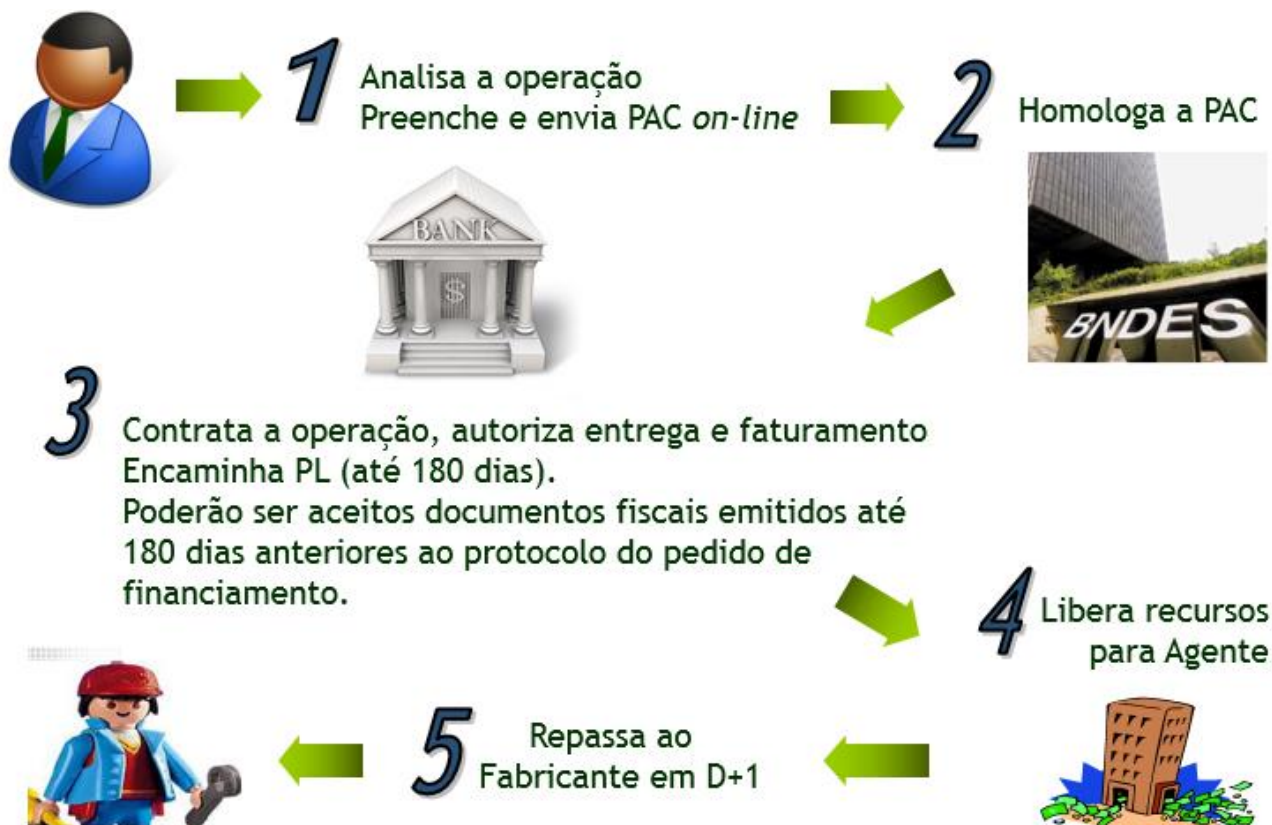 1
Analisa a operação
Preenche e envia PAC on-line
BANK
$
2
Homologa a PAC
BNDES
3
Contrata a operação, autoriza entrega e faturamento
Encaminha PL (até 180 dias).
Poderão ser aceitos documentos fiscais emitidos até
180 dias anteriores ao protocolo do pedido de
financiamento.
4
Libera recursos
para Agente
5
Repassa ao
Fabricante em D+1